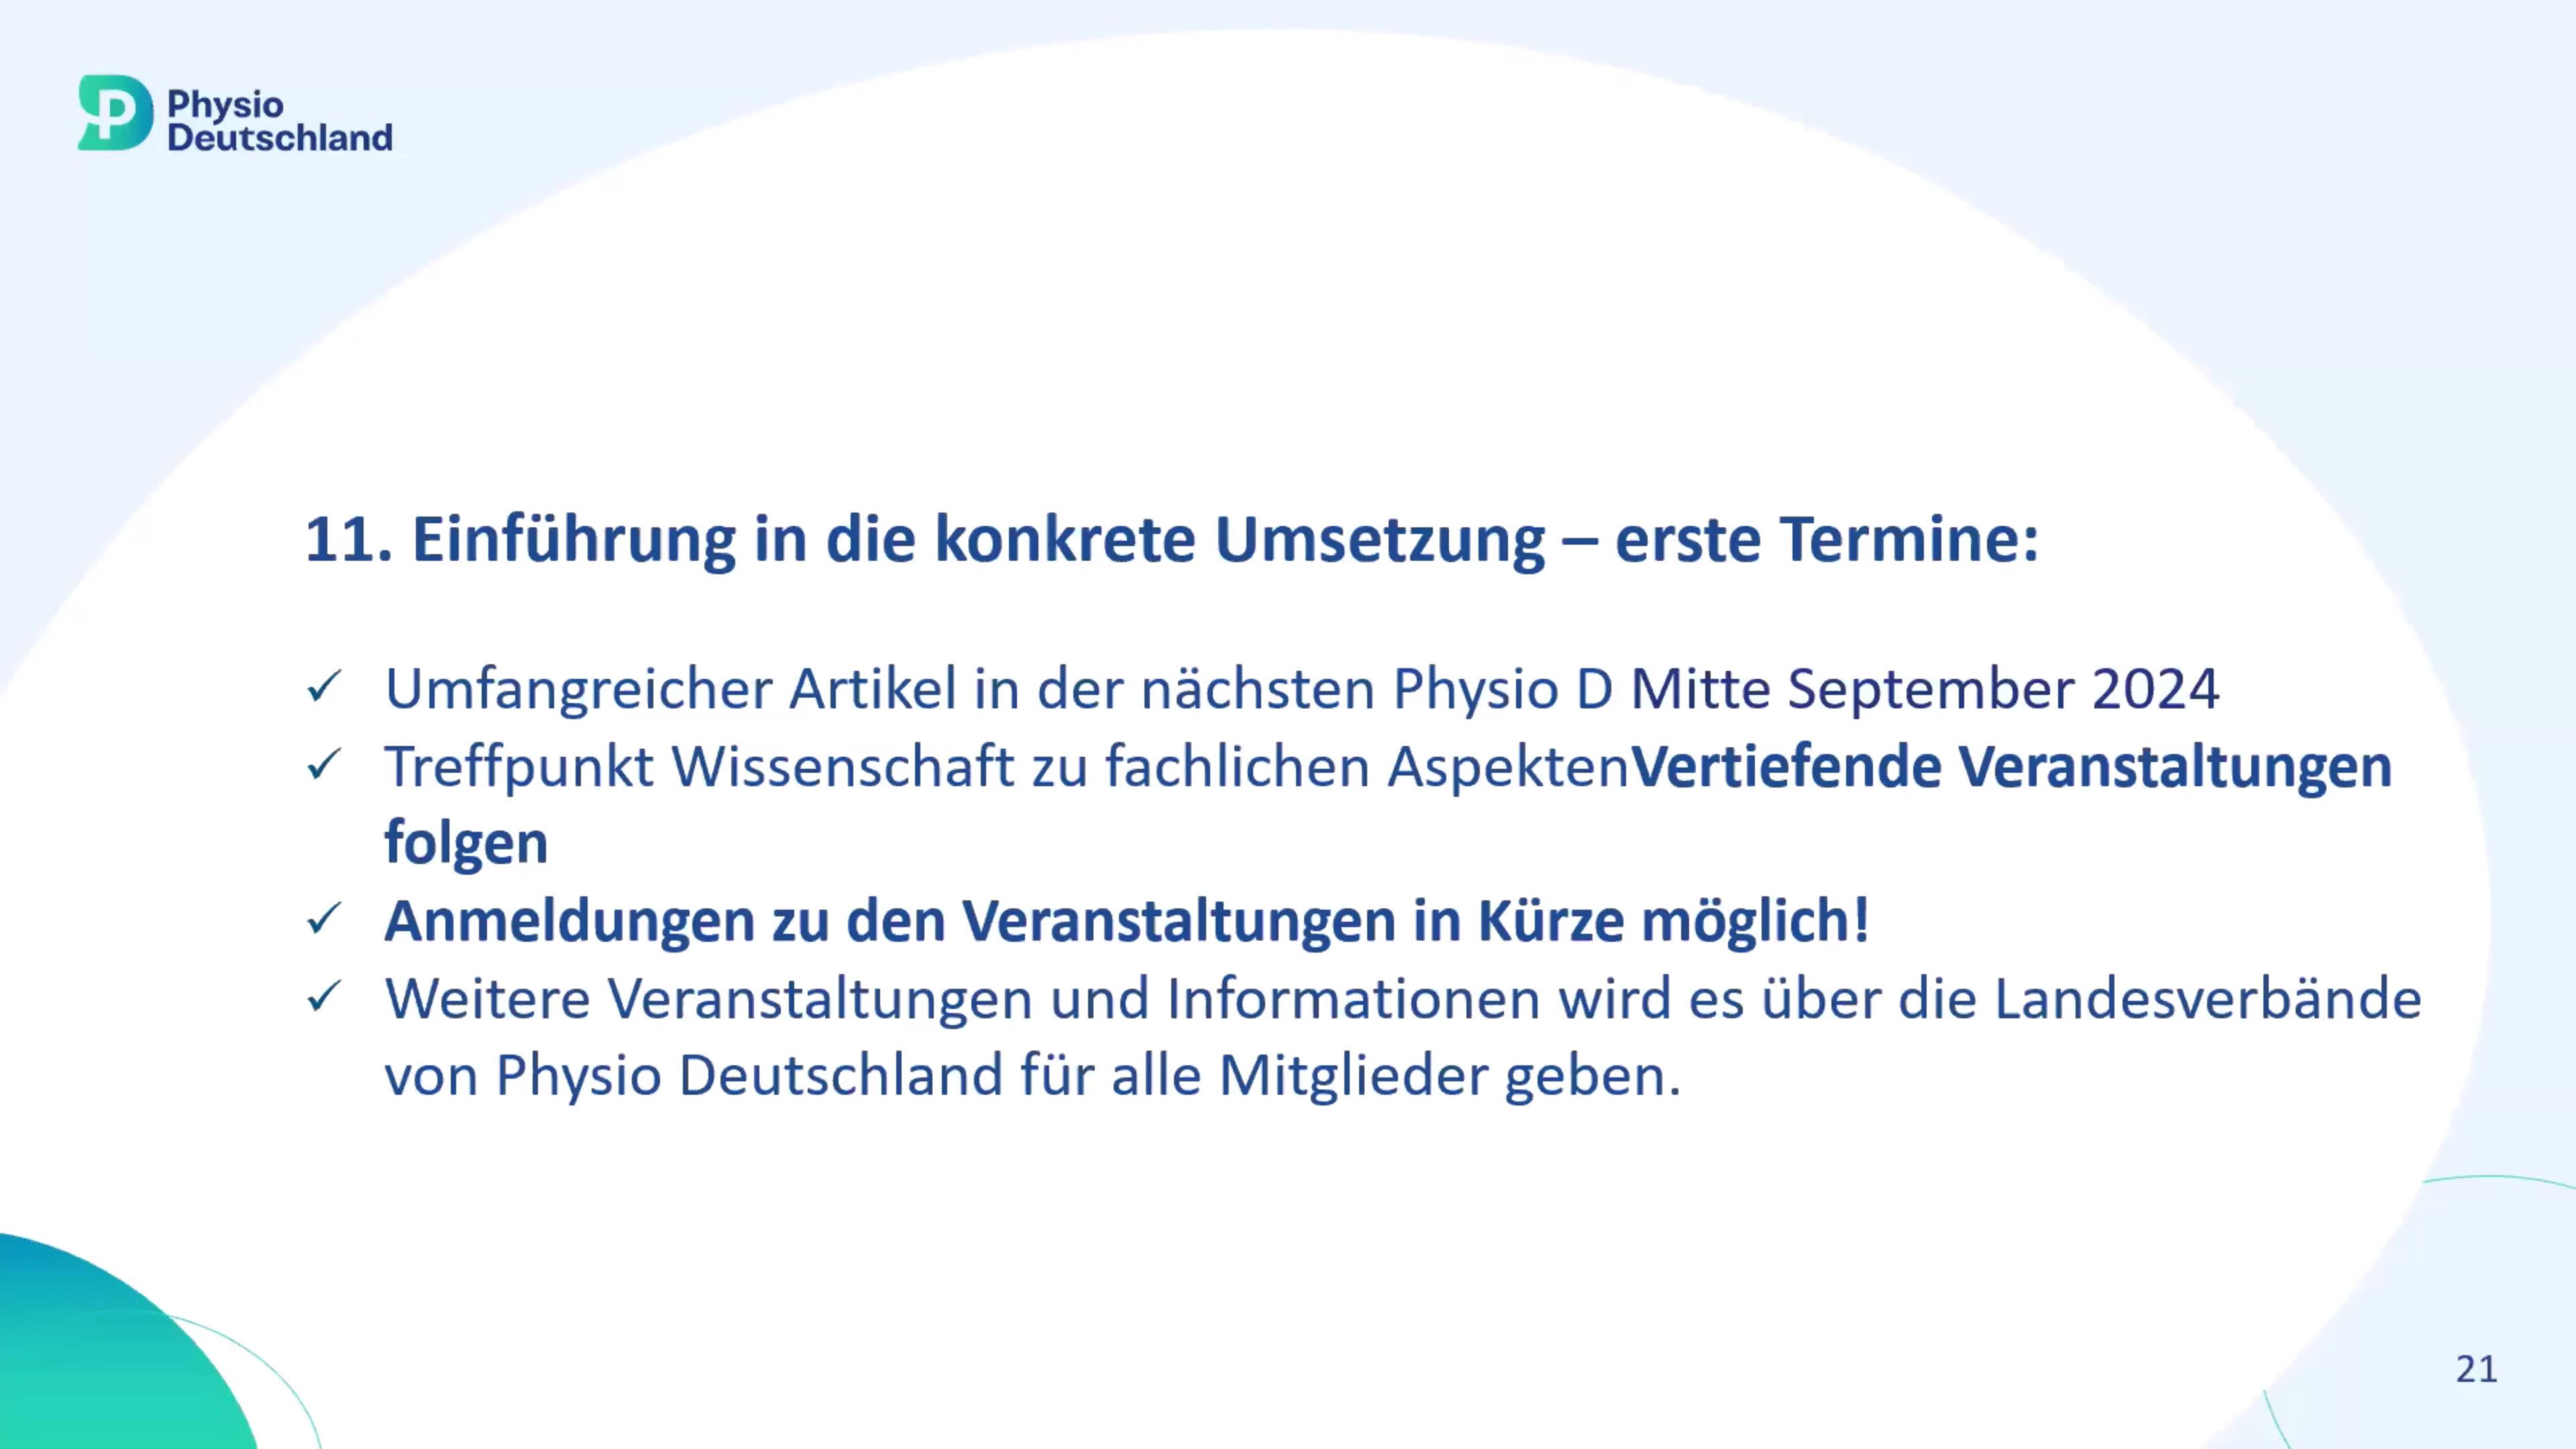 Physio
Deutschland
11. Einführung in die konkrete Umsetzung – erste Termine:
✓ Umfangreicher Artikel in der nächsten Physio D Mitte September 2024
✓ Treffpunkt Wissenschaft zu fachlichen AspektenVertiefende Veranstaltungen
folgen
✓ Anmeldungen zu den Veranstaltungen in Kürze möglich!
✓ Weitere Veranstaltungen und Informationen wird es über die Landesverbände
von Physio Deutschland für alle Mitglieder geben.
21